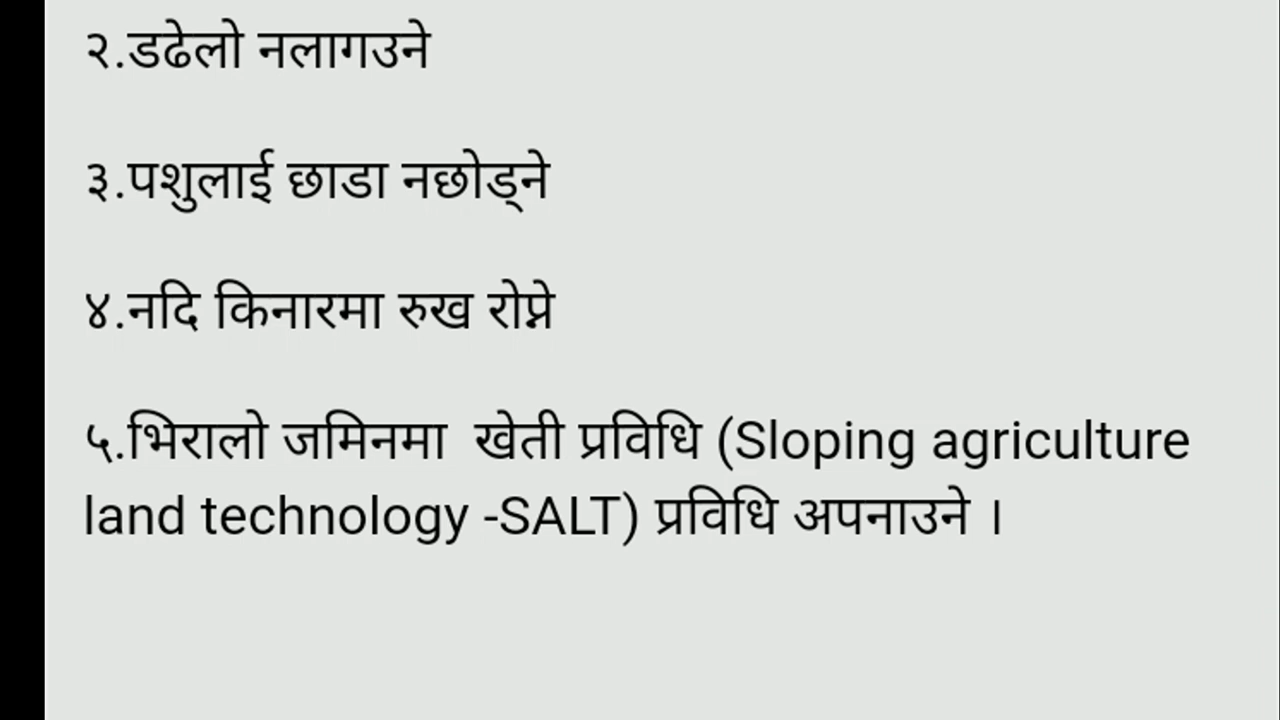 २.डढेलो नलागउने
३.पशुलाई छाडा नछोड्ने
४.नदि किनारमा रुख रोप्ने
५.भिरालो जमिनमा खेती प्रविधि (Sloping agriculture
land technology -SALT) प्रविधि अपनाउने ।